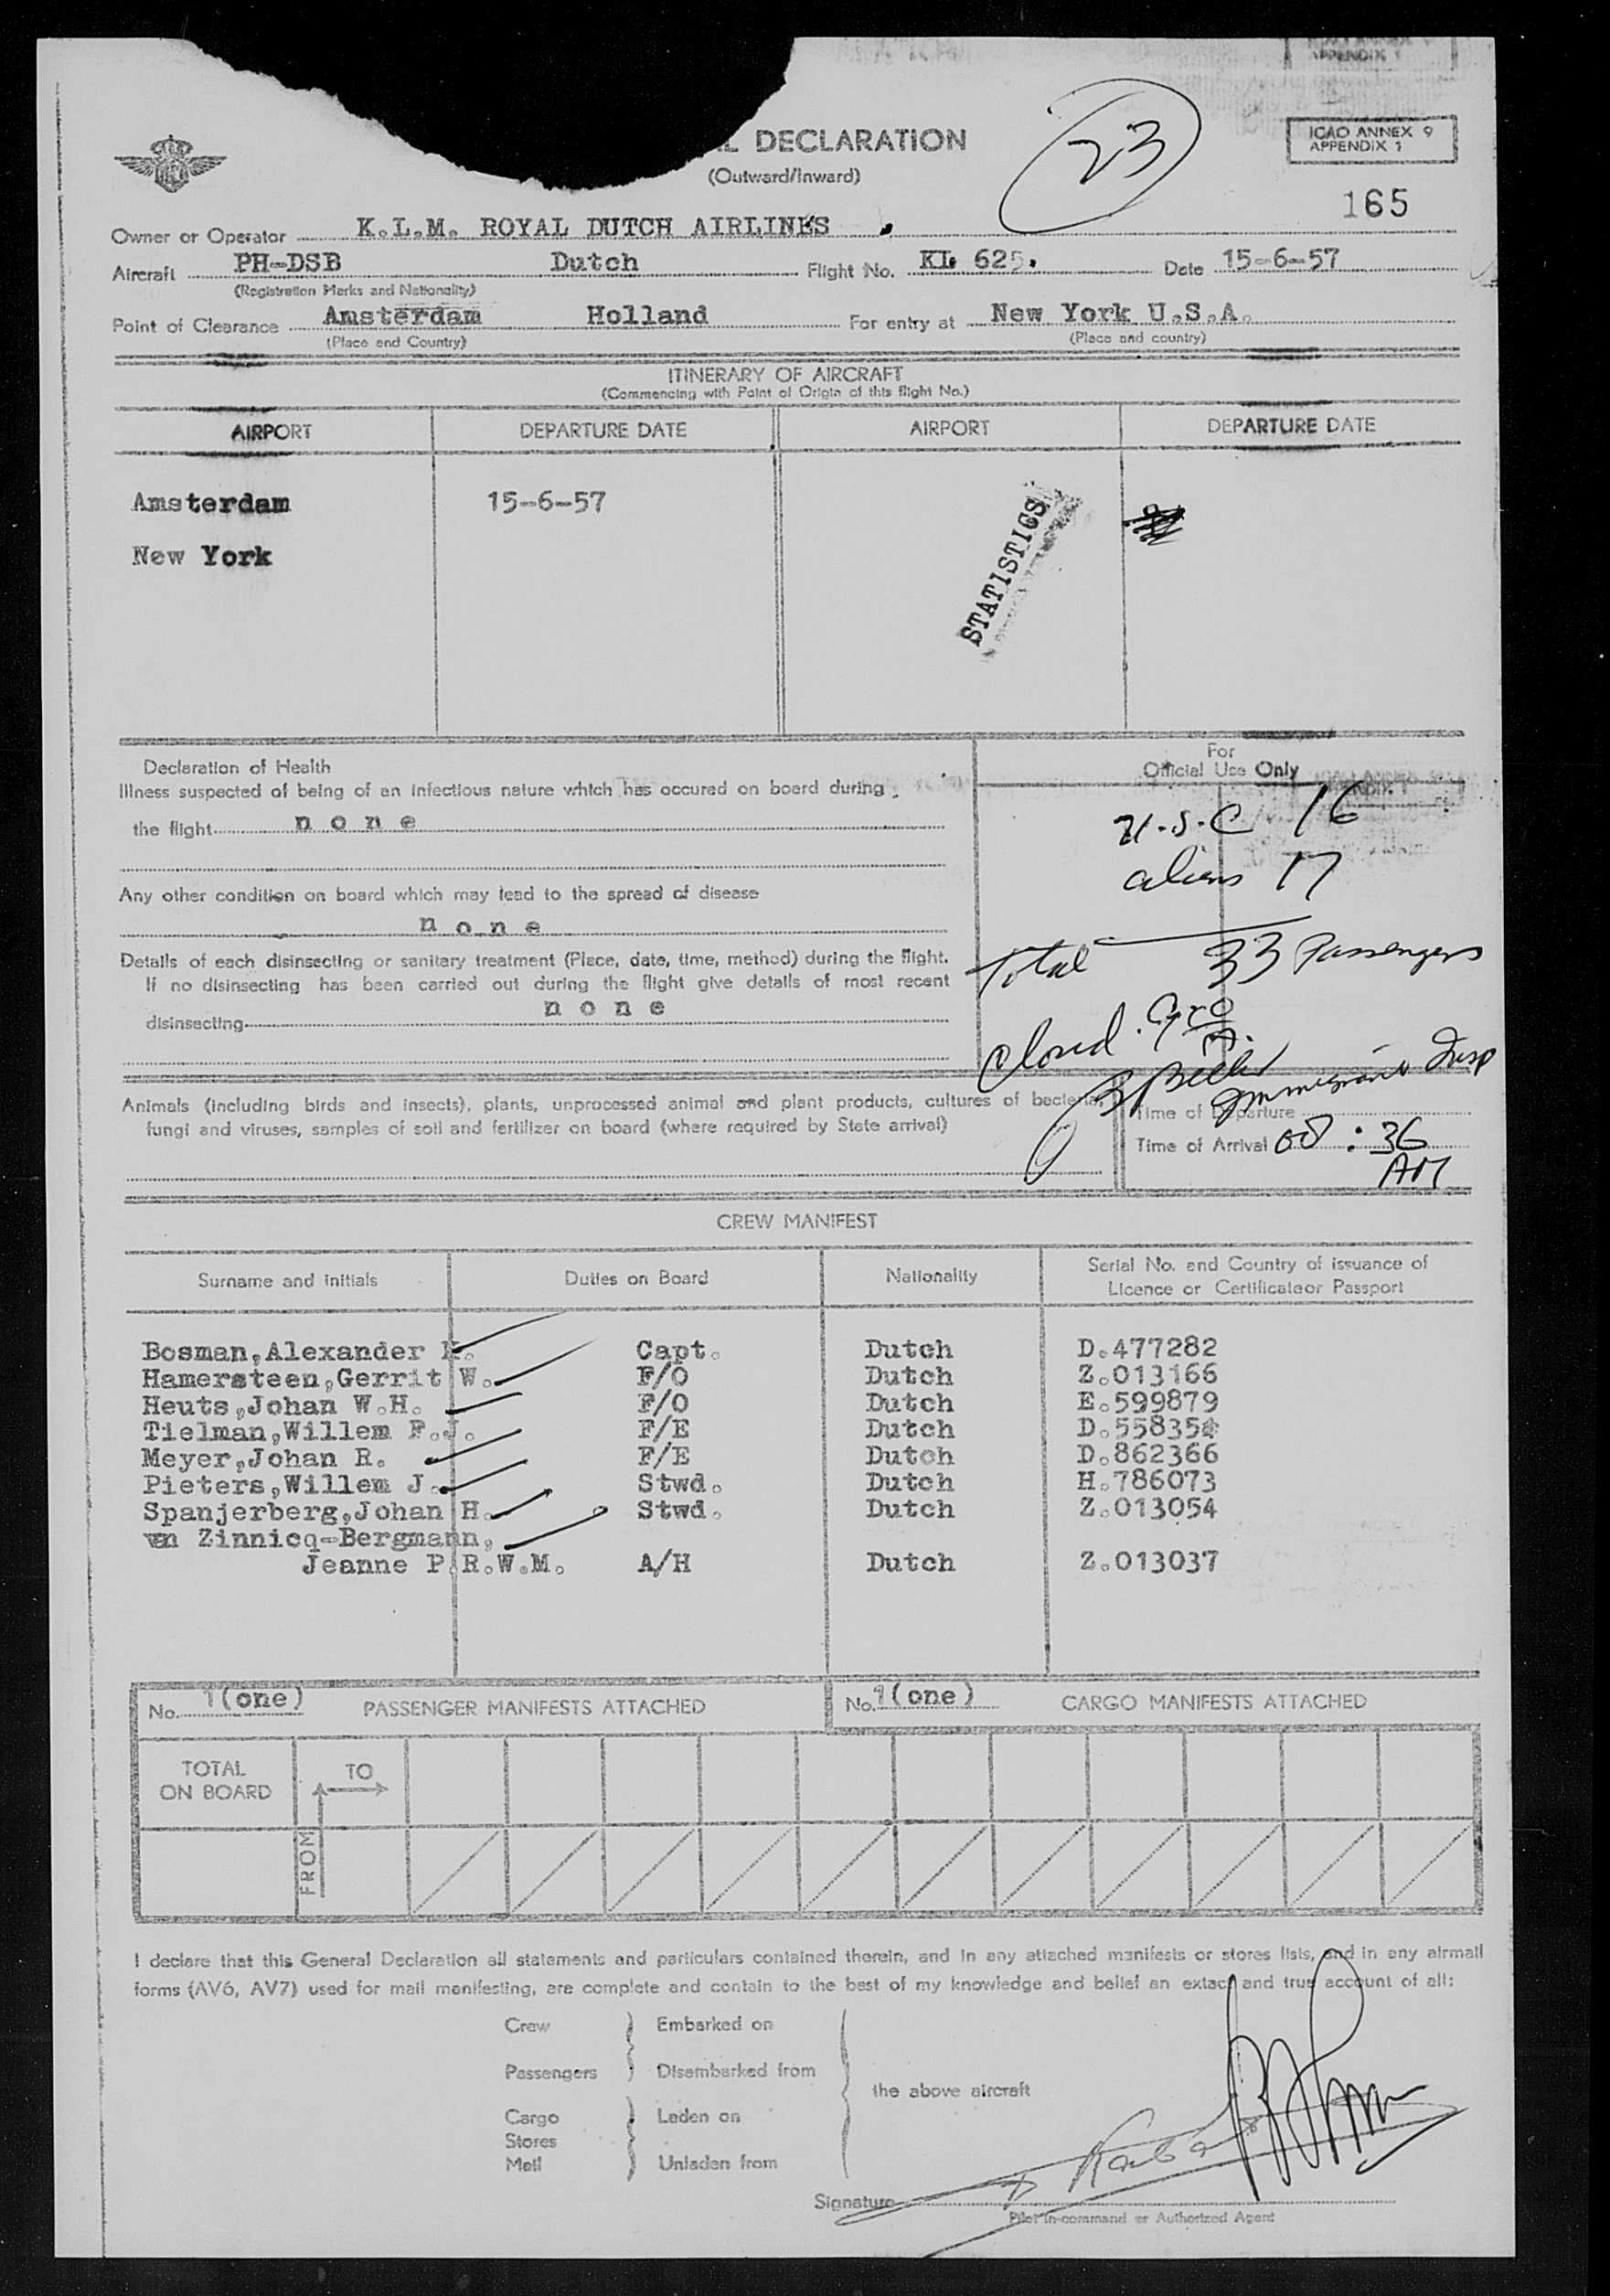 APPENDIX 1
L DECLARATION
(Outward/Inward)
23
ICAO ANNEX 9
APPENDIX 1
165
Owner or Operator K.L.M. ROYAL DUTCH AIRLINES
Aircraft PH-DSB Dutch Flight No. KL 625. Date 15-6-57
(Registration Marks and Nationality)
Point of Clearance Amsterdam Holland For entry at New York U.S.A.
(Place and Country) (Place and country)
ITINERARY OF AIRCRAFT
(Commencing with Point of Origin of this flight No.)
AIRPORT DEPARTURE DATE AIRPORT DEPARTURE DATE
Amsterdam 15-6-57
New York
STATISTICS
Declaration of Health
Illness suspected of being of an infectious nature which has occured on board during
the flight none
Any other condition on board which may lead to the spread of disease
none
Details of each disinsecting or sanitary treatment (Place, date, time, method) during the flight.
If no disinsecting has been carried out during the flight give details of most recent
none
disinsecting
For
Official Use Only
U.S.C 16
aliens 17
Total 33 Passengers
Immigrant Insp
Animals (including birds and insects), plants, unprocessed animal and plant products, cultures of bacteria,
fungi and viruses, samples of soil and fertilizer on board (where required by State arrival)
Time of Departure
Time of Arrival 08:36
AM
CREW MANIFEST
Surname and initials Duties on Board Nationality Serial No. and Country of issuance of
Licence or Certificateor Passport
Bosman,Alexander Capt. Dutch D.477282
Hamersteen,Gerrit W. F/O Dutch Z.013166
Heuts,Johan W.H. F/O Dutch E.599879
Tielman,Willem F.J. F/E Dutch
Meyer,Johan R. F/E Dutch D.862366
Pieters,Willem J. Stwd. Dutch H.786073
Spanjerberg,Johan H. Stwd. Dutch Z.013054
van Zinnicq-Bergmann,
Jeanne P.R.W.M. A/H Dutch Z.013037
No. 1(one) PASSENGER MANIFESTS ATTACHED No. 1(one) CARGO MANIFESTS ATTACHED
TOTAL
ON BOARD
TO
FROM
I declare that this General Declaration all statements and particulars contained therein, and in any attached manifests or stores lists, and in any airmail
forms (AV6, AV7) used for mail manifesting, are complete and contain to the best of my knowledge and belief an extact and true account of all:
Crew Embarked on
Passengers Disembarked from
the above aircraft
Cargo Laden on
Stores
Mail Unladen from
Signature
Pilot in-command or Authorized Agent